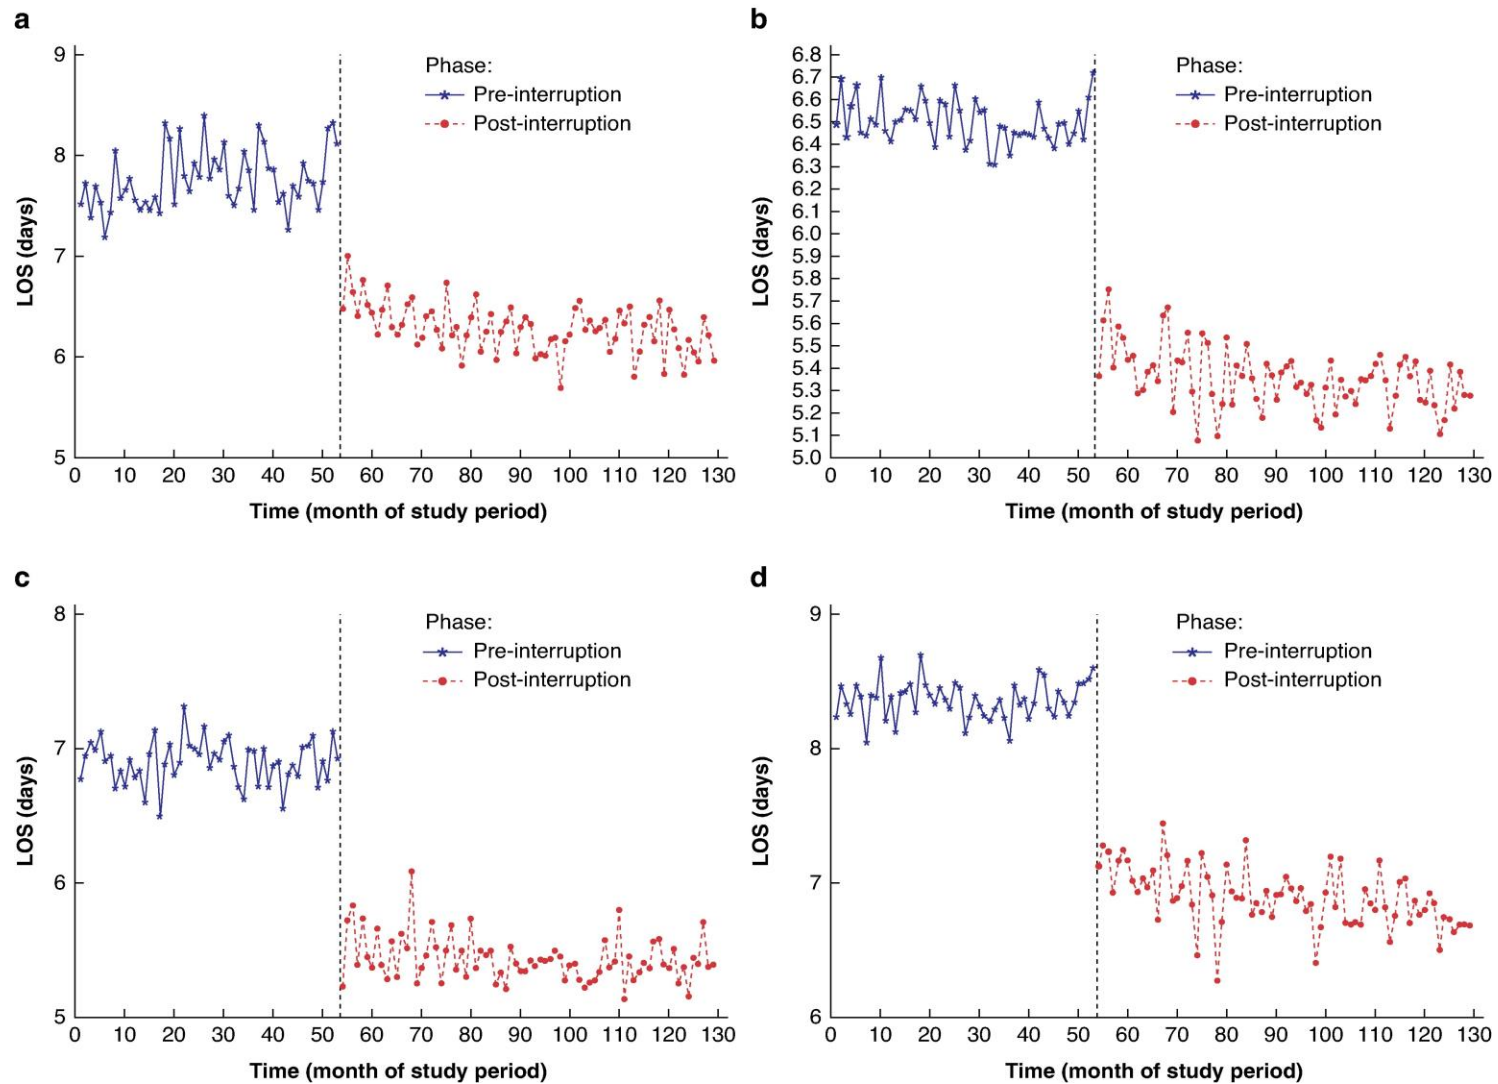 a
LOS (days)
9
8
7
6
5
Phase:
Pre-interruption
Post-interruption
0 10 20 30 40 50 60 70 80 90 100 110 120 130
Time (month of study period)
b
LOS (days)
6.8
6.7
6.6
6.5
6.4
6.3
6.2
6.1
6.0
5.9
5.8
5.7
5.6
5.5
5.4
5.3
5.2
5.1
5.0
Phase:
Pre-interruption
Post-interruption
0 10 20 30 40 50 60 70 80 90 100 110 120 130
Time (month of study period)
c
LOS (days)
8
7
6
5
Phase:
Pre-interruption
Post-interruption
0 10 20 30 40 50 60 70 80 90 100 110 120 130
Time (month of study period)
d
LOS (days)
9
8
7
6
Phase:
Pre-interruption
Post-interruption
0 10 20 30 40 50 60 70 80 90 100 110 120 130
Time (month of study period)